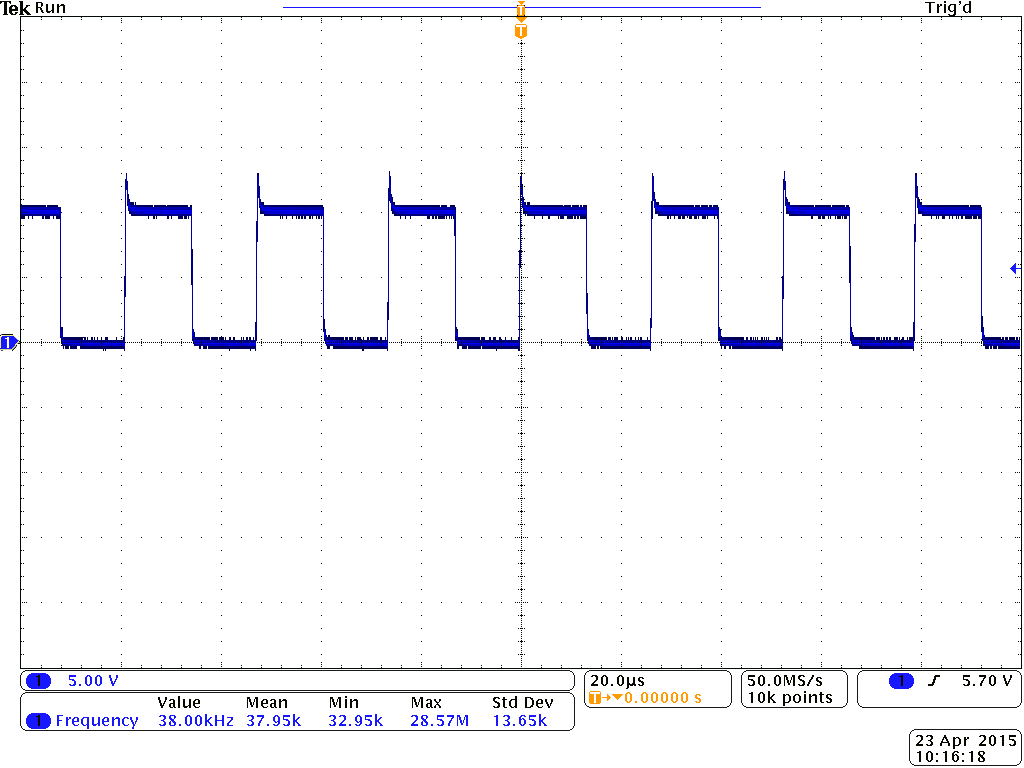 Tek Run Trig'd
T
T
1
1 5.00 V
Value Mean Min Max Std Dev
1 Frequency 38.00kHz 37.95k 32.95k 28.57M 13.65k
20.0µs
T→▼0.00000 s
50.0MS/s
10k points
1 5.70 V
23 Apr 2015
10:16:18